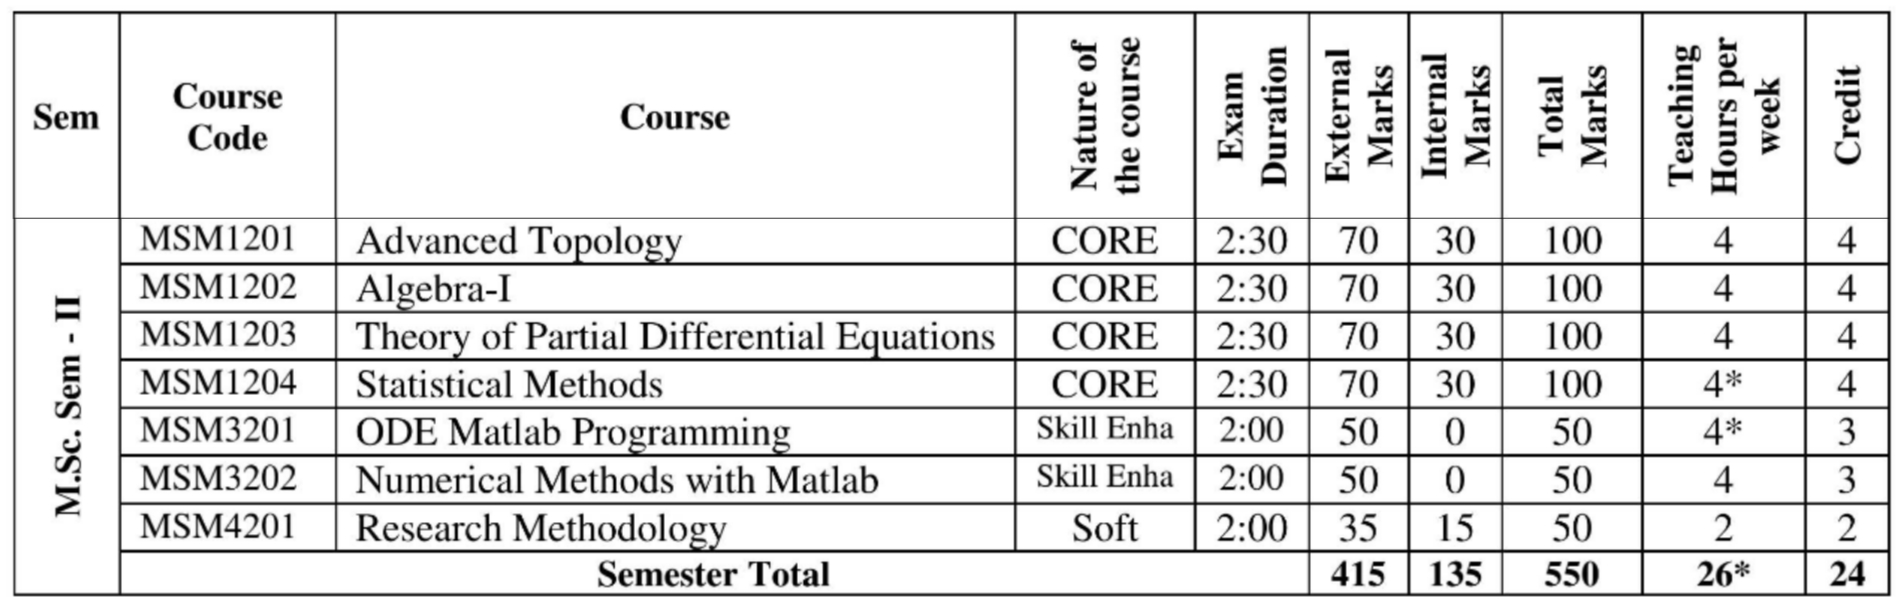 Sem Course Code Course Nature of the course Exam Duration External Marks Internal Marks Total Marks Teaching Hours per week Credit
M.Sc. Sem - II
MSM1201 Advanced Topology CORE 2:30 70 30 100 4 4
MSM1202 Algebra-I CORE 2:30 70 30 100 4 4
MSM1203 Theory of Partial Differential Equations CORE 2:30 70 30 100 4 4
MSM1204 Statistical Methods CORE 2:30 70 30 100 4* 4
MSM3201 ODE Matlab Programming Skill Enha 2:00 50 0 50 4* 3
MSM3202 Numerical Methods with Matlab Skill Enha 2:00 50 0 50 4 3
MSM4201 Research Methodology Soft 2:00 35 15 50 2 2
Semester Total 415 135 550 26* 24